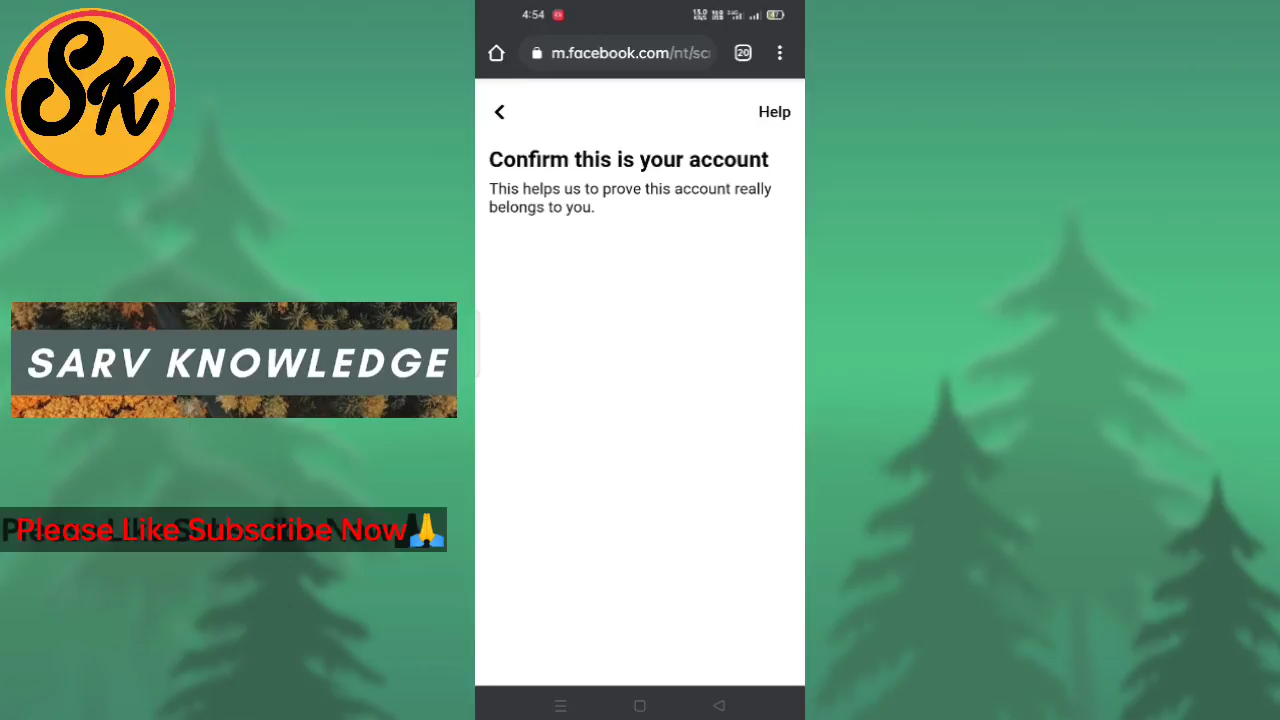 SK
4:54
m.facebook.com/nt/sc
20
Help
Confirm this is your account
This helps us to prove this account really
belongs to you.
SARV KNOWLEDGE
Please Like Subscribe Now🙏